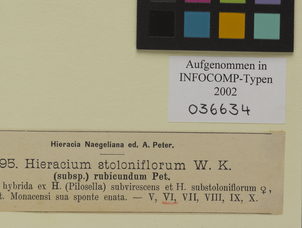 Aufgenommen in
INFOCOMP-Typen
2002
036634
Hieracia Naegeliana ed. A. Peter.
95. Hieracium stoloniflorum W. K.
(subsp.) rubicundum Pet.
hybrida ex H. (Pilosella) subvirescens et H. substoloniflorum ♀,
t. Monacensi sua sponte enata. — V, VI, VII, VIII, IX, X.